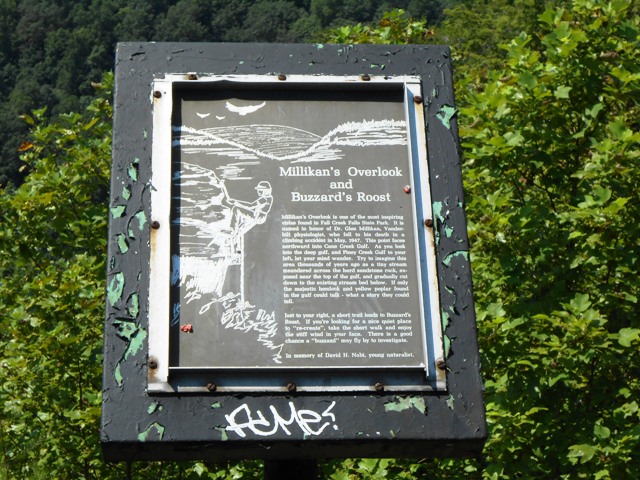 Millikan's Overlook
and
Buzzard's Roost
Millikan's Overlook is one of the most inspiring
vistas found in Fall Creek Falls State Park. It is
named in honor of Dr. Glen Millikan, Vander-
bilt physiologist, who fell to his death in a
climbing accident in May, 1947. This point faces
northward into Cane Creek Gulf. As you look
into the deep gulf, and Piney Creek Gulf to your
left, let your mind wander. Try to imagine this
area thousands of years ago as a tiny stream
meandered across the hard sandstone rock, ex-
posed near the top of the gulf, and gradually cut
down to the existing stream bed below. If only
the majestic hemlock and yellow poplar found
in the gulf could talk - what a story they could
tell.
Just to your right, a short trail leads to Buzzard's
Roost. If you're looking for a nice quiet place
to "re-create", take the short walk and enjoy
the stiff wind in your face. There is a good
chance a "buzzard" may fly by to investigate.
In memory of David H. Nabi, young naturalist.